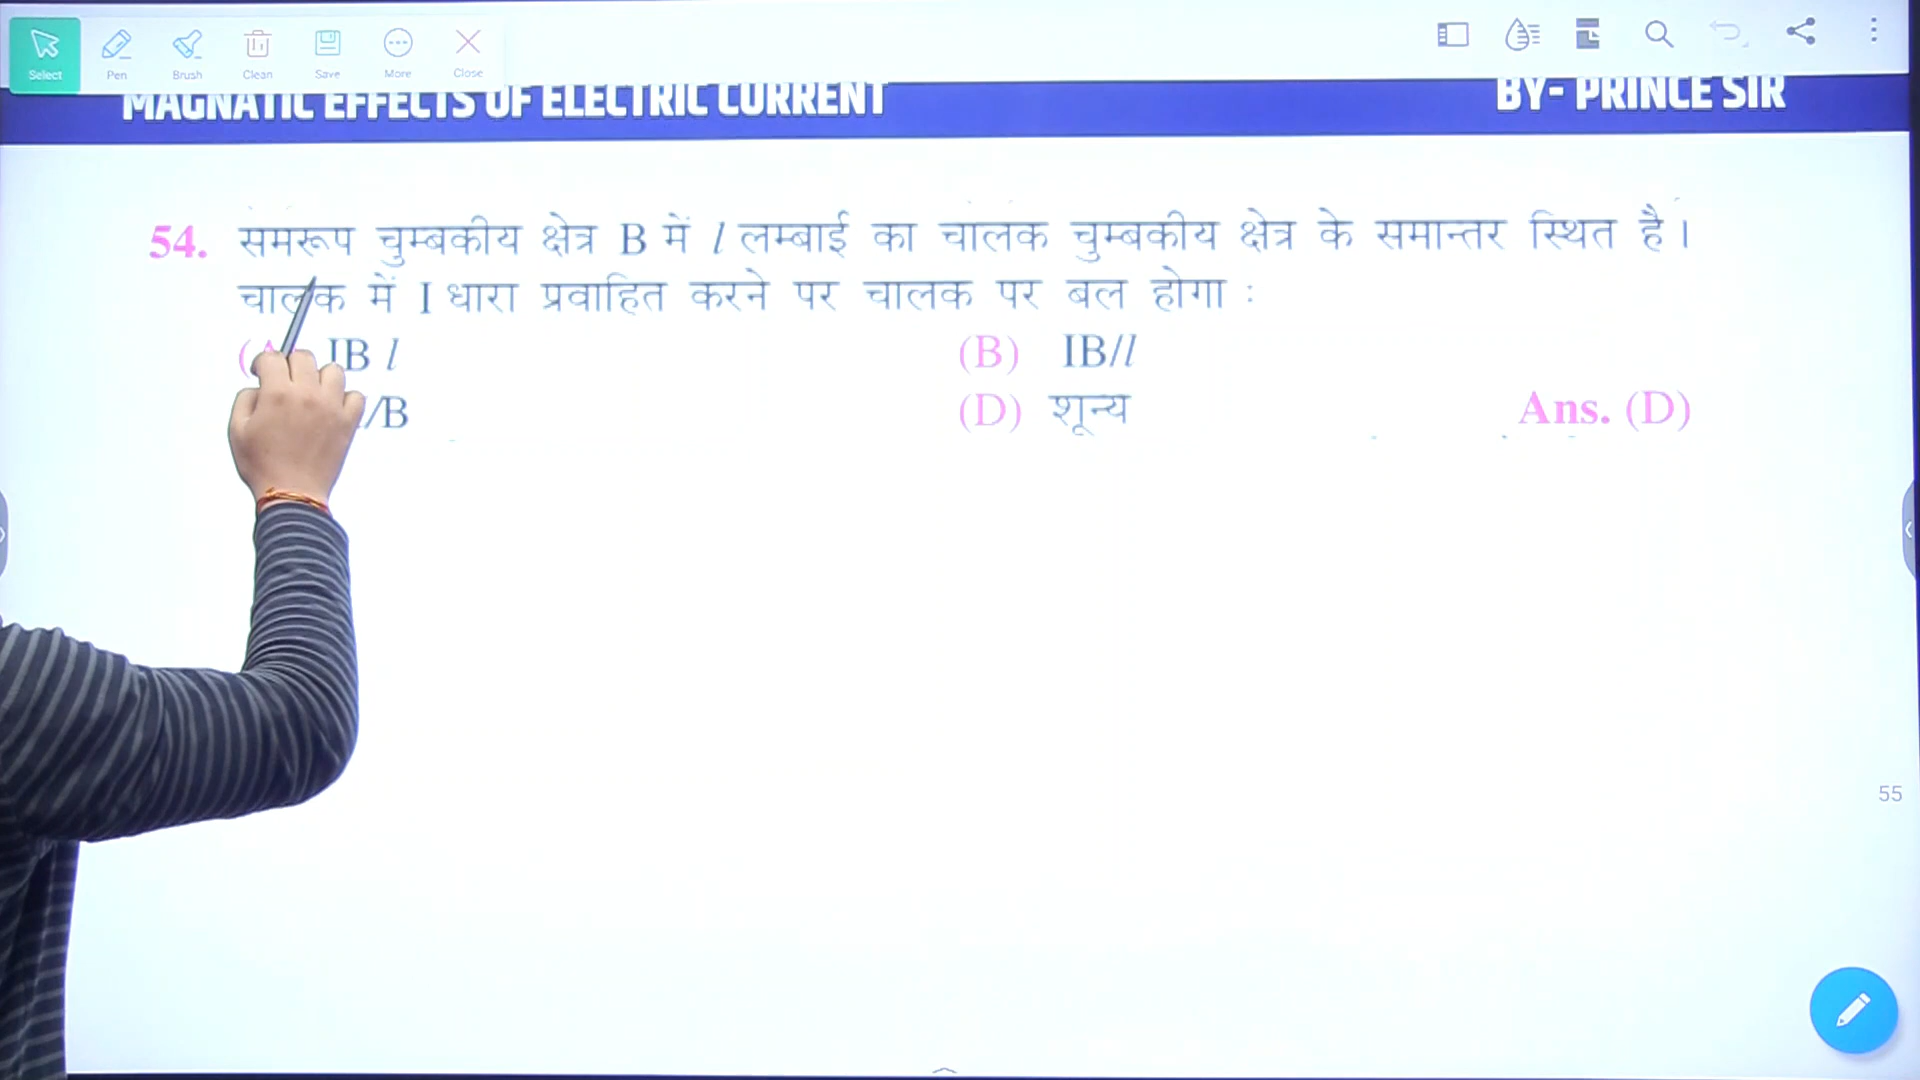 Select Pen Brush Clean Save More Close
MAGNATIC EFFECTS OF ELECTRIC CURRENT BY- PRINCE SIR
54. समरूप चुम्बकीय क्षेत्र B में l लम्बाई का चालक चुम्बकीय क्षेत्र के समान्तर स्थित है।
चालक में I धारा प्रवाहित करने पर चालक पर बल होगा :
IB l (B) IB//l
/B (D) शून्य Ans. (D)
55